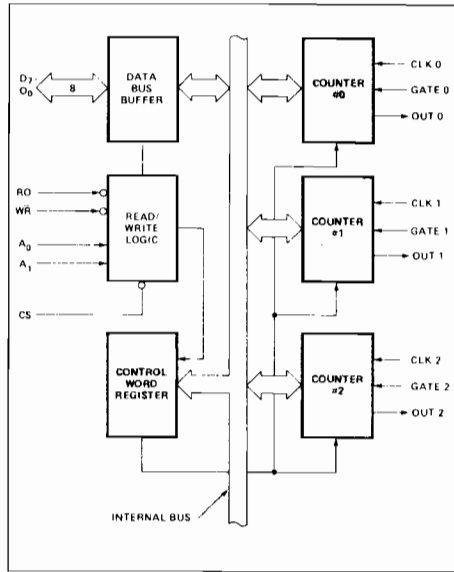 D7-
O0
8
DATA
BUS
BUFFER
COUNTER
#0
CLK 0
GATE 0
OUT 0
RO
WR
A0
A1
CS
READ/
WRITE
LOGIC
COUNTER
#1
CLK 1
GATE 1
OUT 1
CONTROL
WORD
REGISTER
COUNTER
#2
CLK 2
GATE 2
OUT 2
INTERNAL BUS